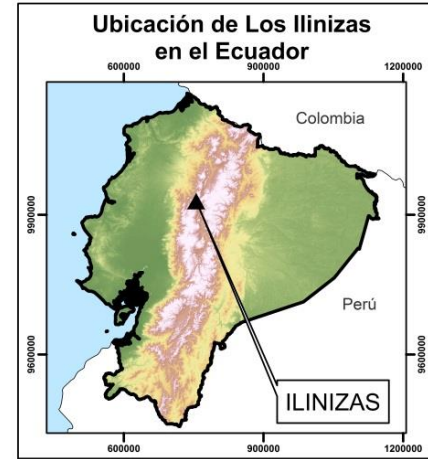 Ubicación de Los Ilinizas
en el Ecuador
600000 900000 1200000
Colombia
9900000 9900000
Perú
9600000 9600000
ILINIZAS
600000 900000 1200000